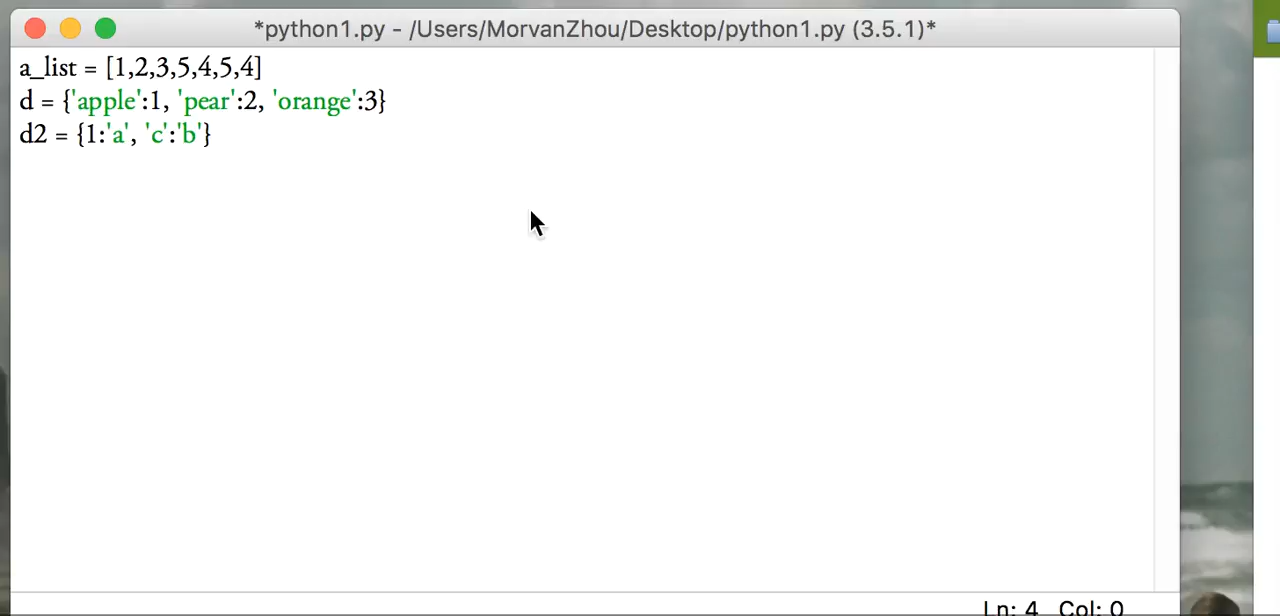 *python1.py - /Users/MorvanZhou/Desktop/python1.py (3.5.1)*
a_list = [1,2,3,5,4,5,4]
d = {'apple':1, 'pear':2, 'orange':3}
d2 = {1:'a', 'c':'b'}
Ln: 4 Col: 0